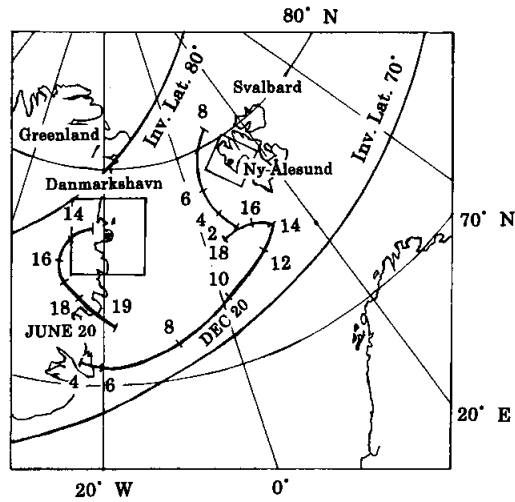 80° N
Svalbard
Inv. Lat. 80°
Inv. Lat. 70°
8
Greenland
Ny-Alesund
Danmarkshavn
6
14
4
16
14
70° N
2
18
16
12
10
18
19
JUNE 20
DEC 20
8
4
6
20° E
20° W
0°